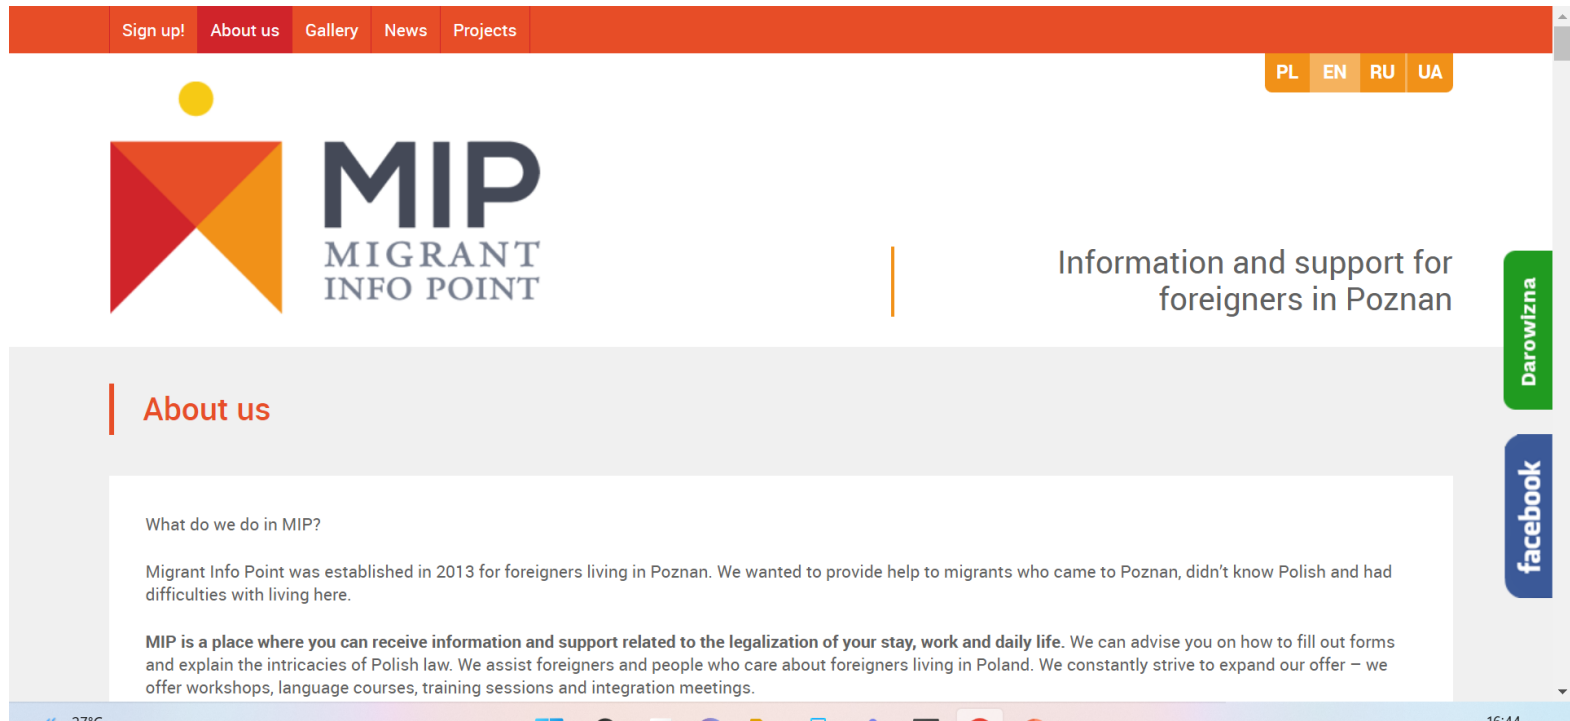 Sign up! About us Gallery News Projects
PL EN RU UA
MIP
MIGRANT
INFO POINT
Information and support for
foreigners in Poznan
Darowizna
facebook
About us
What do we do in MIP?
Migrant Info Point was established in 2013 for foreigners living in Poznan. We wanted to provide help to migrants who came to Poznan, didn’t know Polish and had
difficulties with living here.
MIP is a place where you can receive information and support related to the legalization of your stay, work and daily life. We can advise you on how to fill out forms
and explain the intricacies of Polish law. We assist foreigners and people who care about foreigners living in Poland. We constantly strive to expand our offer – we
offer workshops, language courses, training sessions and integration meetings.
27°C
16:44